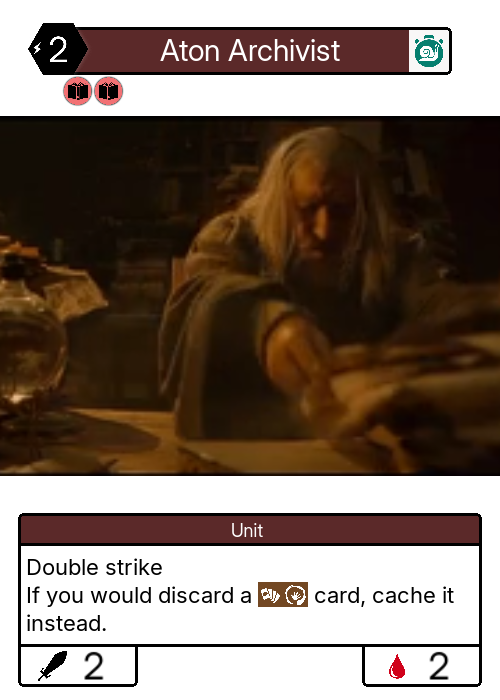 2
Aton Archivist
Unit
Double strike
If you would discard a card, cache it
instead.
2
2